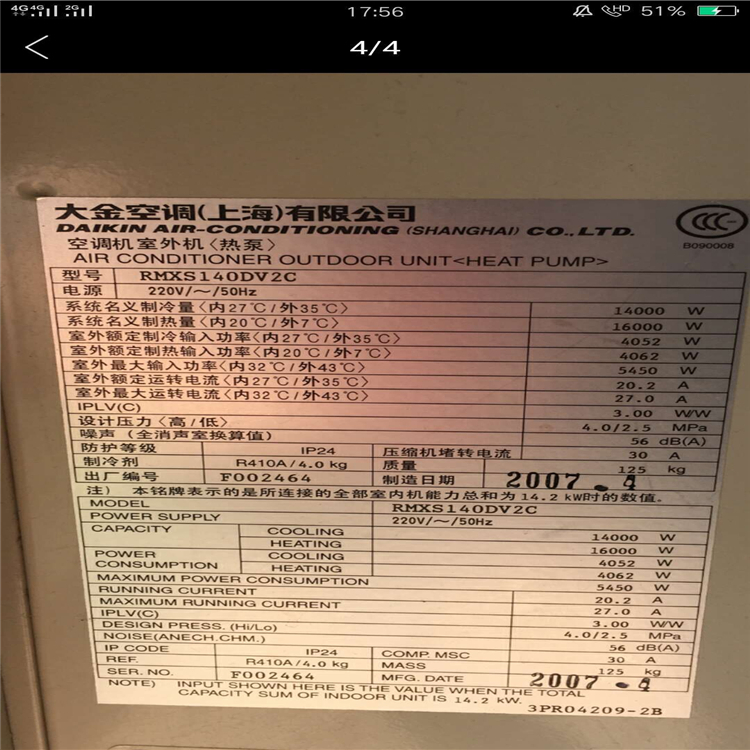 4G 4G 2G 17:56 HD 51%
4/4
大金空调(上海)有限公司
DAIKIN AIR-CONDITIONING (SHANGHAI) CO.,LTD.
CCC
B090008
空调机室外机〈热泵〉
AIR CONDITIONER OUTDOOR UNIT<HEAT PUMP>
型号 RMXS140DV2C
电源 220V/～/50Hz
系统名义制冷量〈内27℃/外35℃〉 14000 W
系统名义制热量〈内20℃/外7℃〉 16000 W
室外额定制冷输入功率〈内27℃/外35℃〉 4052 W
室外额定制热输入功率〈内20℃/外7℃〉 4062 W
室外最大输入功率〈内32℃/外43℃〉 5450 W
室外额定运转电流〈内27℃/外35℃〉 20.2 A
室外最大运转电流〈内32℃/外43℃〉 27.0 A
IPLV(C) 3.00 W/W
设计压力〈高/低〉 4.0/2.5 MPa
噪声（全消声室换算值） 56 dB(A)
防护等级 IP24 压缩机堵转电流 30 A
制冷剂 R410A/4.0 kg 质量 125 kg
出厂编号 F002464 制造日期 2007.4
注）本铭牌表示的是所连接的全部室内机能力总和为14.2 kW时的数值。
MODEL RMXS140DV2C
POWER SUPPLY 220V/～/50Hz
CAPACITY COOLING 14000 W
HEATING 16000 W
POWER CONSUMPTION COOLING 4052 W
HEATING 4062 W
MAXIMUM POWER CONSUMPTION 5450 W
RUNNING CURRENT 20.2 A
MAXIMUM RUNNING CURRENT 27.0 A
IPLV(C) 3.00 W/W
DESIGN PRESS. (Hi/Lo) 4.0/2.5 MPa
NOISE(ANECH.CHM.) 56 dB(A)
IP CODE IP24 COMP. MSC 30 A
REF. R410A/4.0 kg MASS 125 kg
SER. NO. F002464 MFG. DATE 2007.4
NOTE) INPUT SHOWN HERE IS THE VALUE WHEN THE TOTAL
CAPACITY SUM OF INDOOR UNIT IS 14.2 kW.
3PR04209-2B